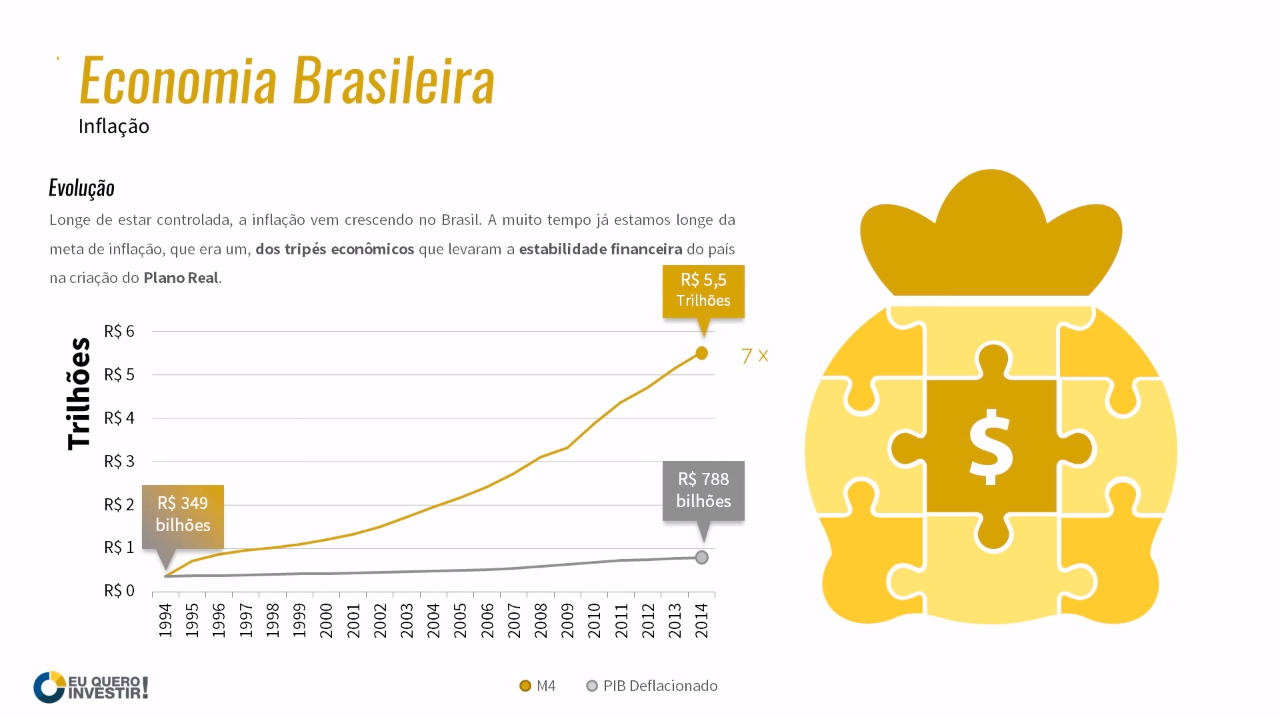 Economia Brasileira
Inflação
Evolução
Longe de estar controlada, a inflação vem crescendo no Brasil. A muito tempo já estamos longe da
meta de inflação, que era um, dos tripés econômicos que levaram a estabilidade financeira do país
na criação do Plano Real.
R$ 5,5
Trilhões
7 x
Trilhões
R$ 6
R$ 5
R$ 4
R$ 3
R$ 2
R$ 1
R$ 0
R$ 349
bilhões
R$ 788
bilhões
$
1994 1995 1996 1997 1998 1999 2000 2001 2002 2003 2004 2005 2006 2007 2008 2009 2010 2011 2012 2013 2014
M4 PIB Deflacionado
EU QUERO
INVESTIR!